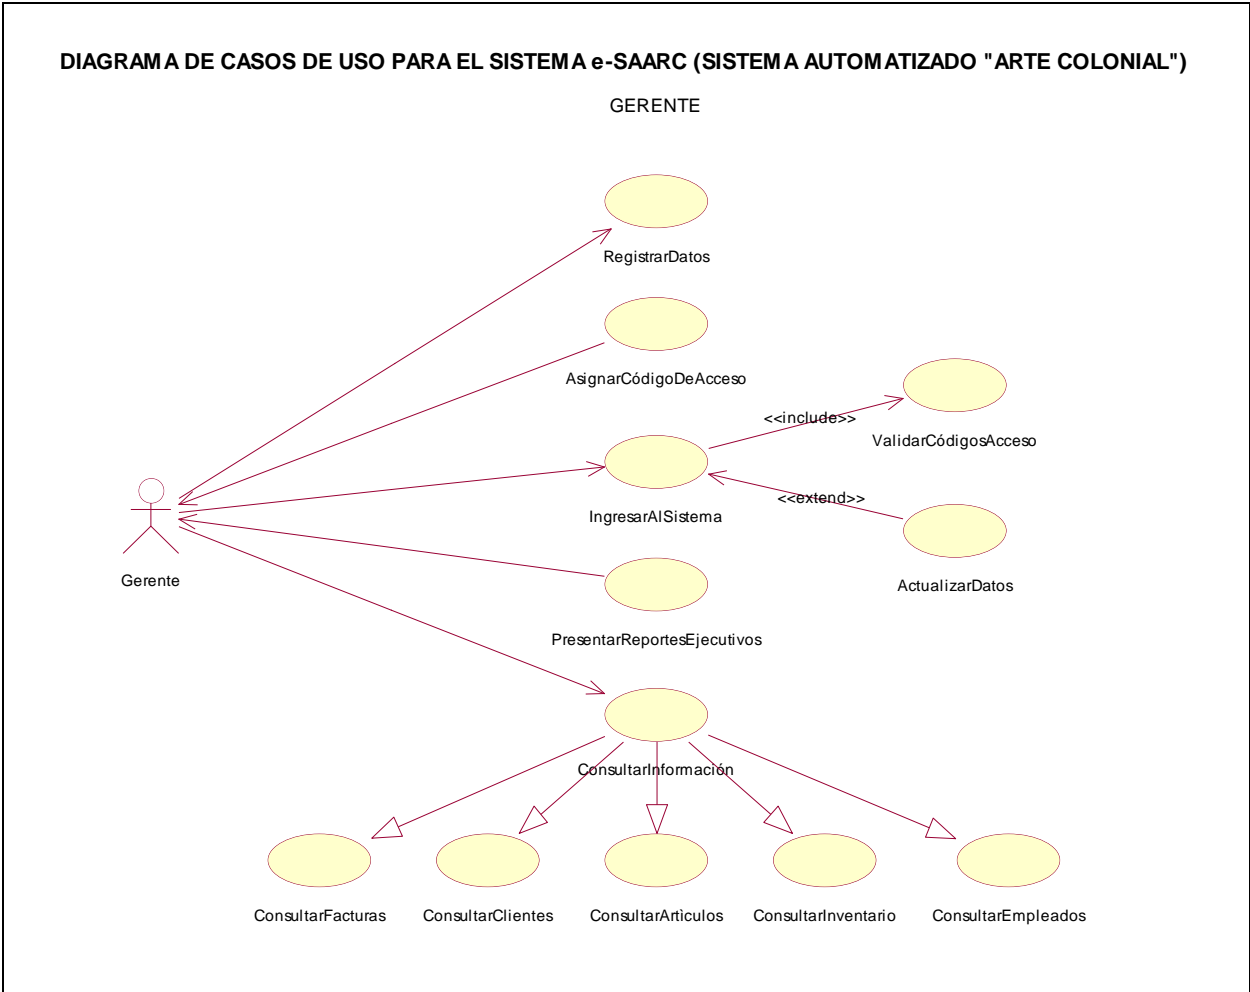 DIAGRAMA DE CASOS DE USO PARA EL SISTEMA e-SAARC (SISTEMA AUTOMATIZADO "ARTE COLONIAL")
GERENTE
RegistrarDatos
AsignarCódigoDeAcceso
<<include>>
ValidarCódigosAcceso
IngresarAlSistema
<<extend>>
Gerente
ActualizarDatos
PresentarReportesEjecutivos
ConsultarInformación
ConsultarFacturas
ConsultarClientes
ConsultarArtìculos
ConsultarInventario
ConsultarEmpleados